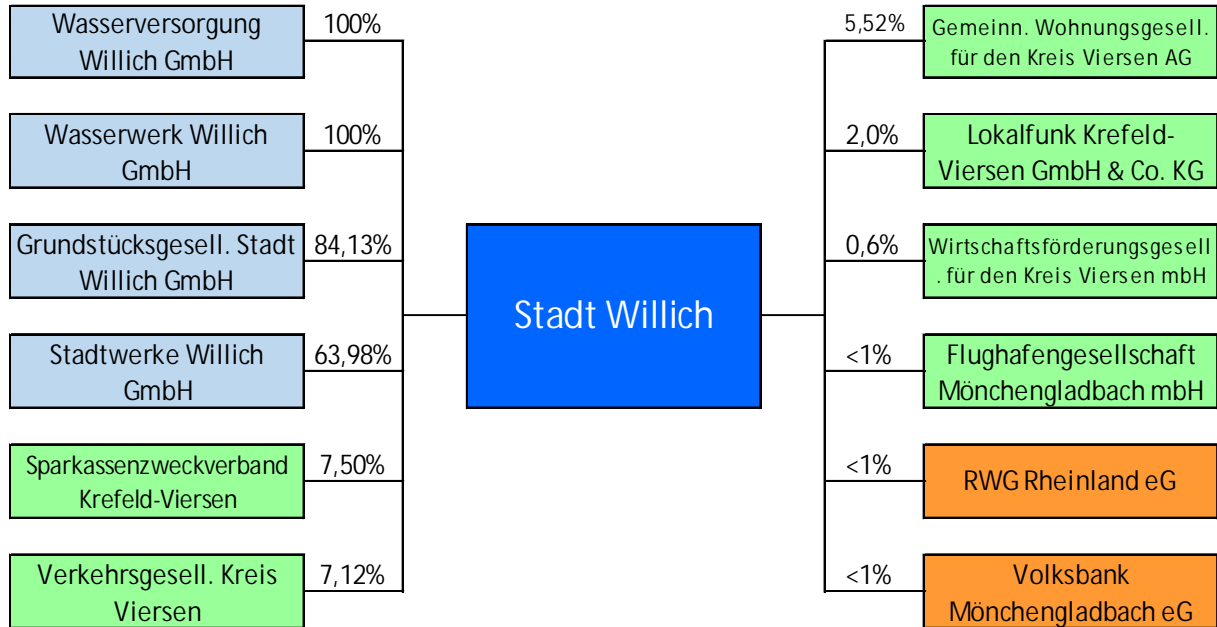 Wasserversorgung
Willich GmbH
100%
Wasserwerk Willich
GmbH
100%
Grundstücksgesell. Stadt
Willich GmbH
84,13%
Stadtwerke Willich
GmbH
63,98%
Sparkassenzweckverband
Krefeld-Viersen
7,50%
Verkehrsgesell. Kreis
Viersen
7,12%
Stadt Willich
5,52%
Gemeinn. Wohnungsgesell.
für den Kreis Viersen AG
2,0%
Lokalfunk Krefeld-
Viersen GmbH & Co. KG
0,6%
Wirtschaftsförderungsgesell
. für den Kreis Viersen mbH
<1%
Flughafengesellschaft
Mönchengladbach mbH
<1%
RWG Rheinland eG
<1%
Volksbank
Mönchengladbach eG